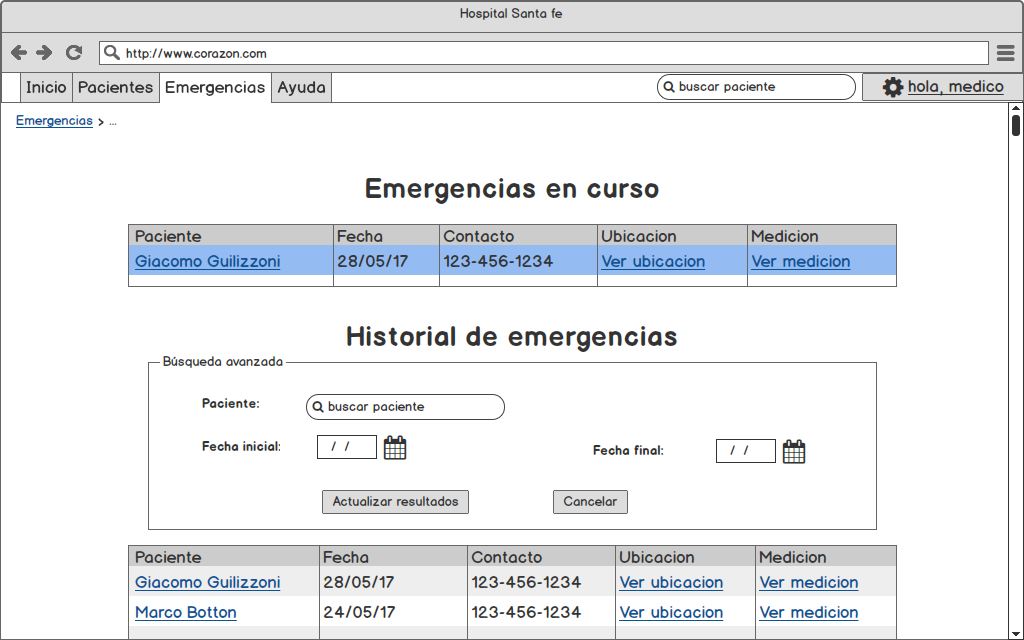 Hospital Santa fe
http://www.corazon.com
Inicio Pacientes Emergencias Ayuda buscar paciente hola, medico
Emergencias > ...
Emergencias en curso
Paciente Fecha Contacto Ubicacion Medicion
Giacomo Guilizzoni 28/05/17 123-456-1234 Ver ubicacion Ver medicion
Historial de emergencias
Búsqueda avanzada
Paciente: buscar paciente
Fecha inicial: / / Fecha final: / /
Actualizar resultados Cancelar
Paciente Fecha Contacto Ubicacion Medicion
Giacomo Guilizzoni 28/05/17 123-456-1234 Ver ubicacion Ver medicion
Marco Botton 24/05/17 123-456-1234 Ver ubicacion Ver medicion